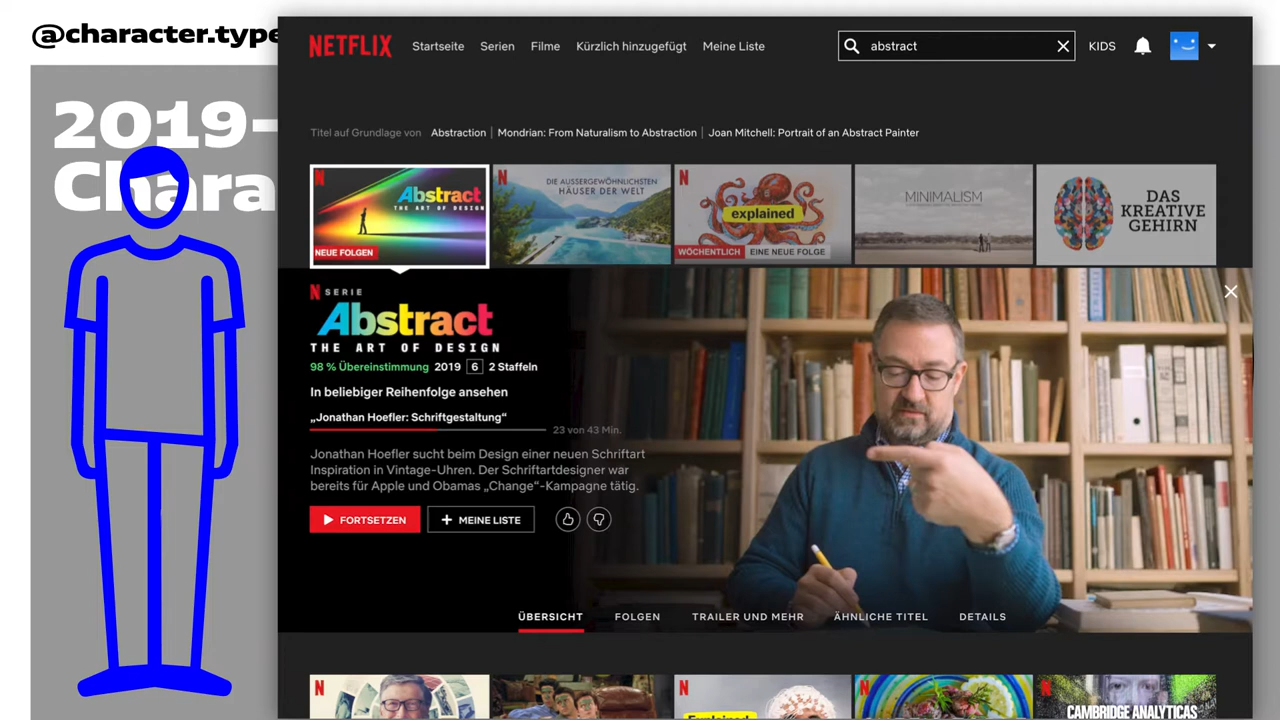 @character.type
NETFLIX
Startseite
Serien
Filme
Kürzlich hinzugefügt
Meine Liste
abstract
KIDS
2019–
Chara
Titel auf Grundlage von
Abstraction | Mondrian: From Naturalism to Abstraction | Joan Mitchell: Portrait of an Abstract Painter
N
Abstract
THE ART OF DESIGN
NEUE FOLGEN
N
DIE AUSSERGEWÖHNLICHSTEN
HÄUSER DER WELT
N
explained
WÖCHENTLICH EINE NEUE FOLGE
MINIMALISM
DAS
KREATIVE
GEHIRN
N SERIE
Abstract
THE ART OF DESIGN
98 % Übereinstimmung 2019 6 2 Staffeln
In beliebiger Reihenfolge ansehen
„Jonathan Hoefler: Schriftgestaltung“
23 von 43 Min.
Jonathan Hoefler sucht beim Design einer neuen Schriftart
Inspiration in Vintage-Uhren. Der Schriftartdesigner war
bereits für Apple und Obamas „Change“-Kampagne tätig.
FORTSETZEN
MEINE LISTE
ÜBERSICHT
FOLGEN
TRAILER UND MEHR
ÄHNLICHE TITEL
DETAILS
N
N
Explained
N
N
CAMBRIDGE ANALYTICAS